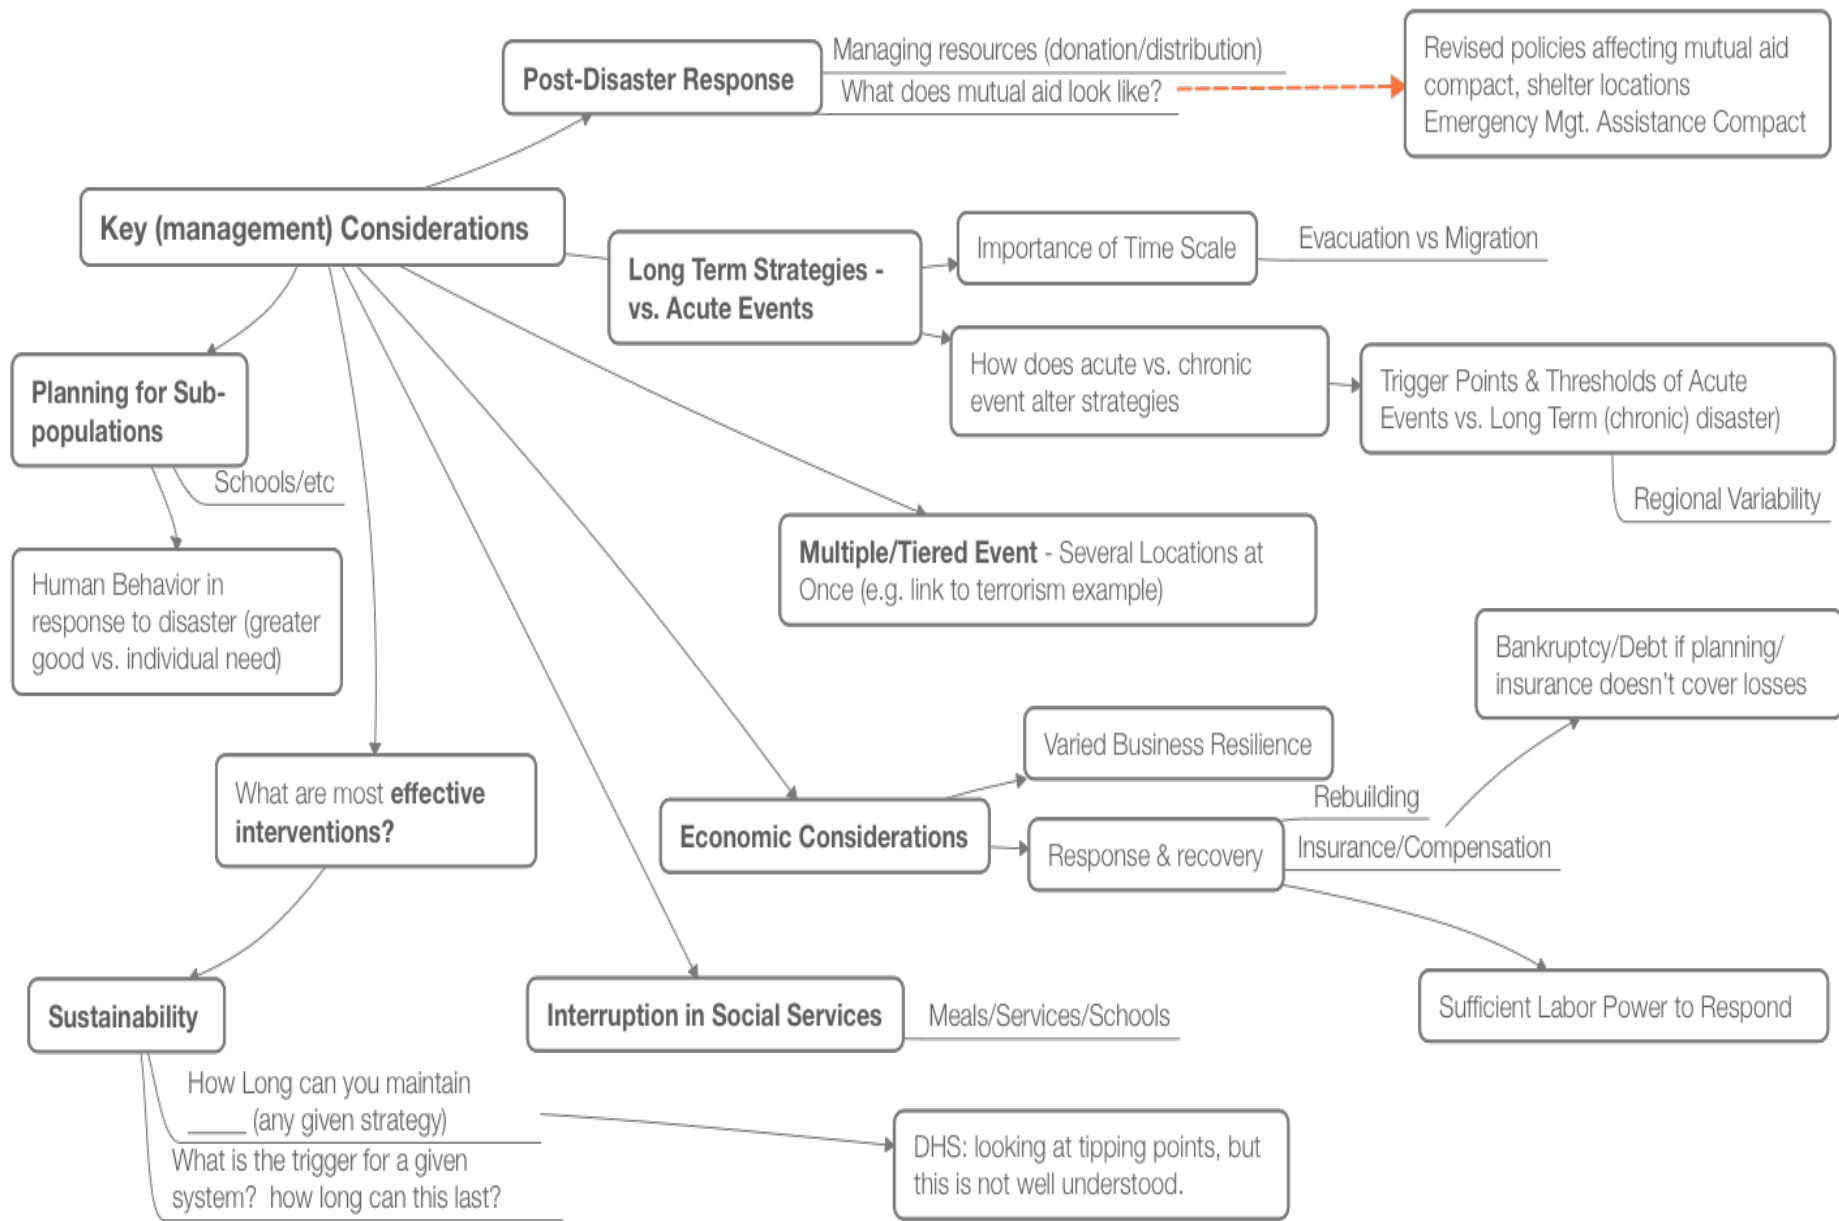 Post-Disaster Response
Managing resources (donation/distribution)
What does mutual aid look like?
Revised policies affecting mutual aid
compact, shelter locations
Emergency Mgt. Assistance Compact
Key (management) Considerations
Long Term Strategies -
vs. Acute Events
Importance of Time Scale
Evacuation vs Migration
How does acute vs. chronic
event alter strategies
Trigger Points & Thresholds of Acute
Events vs. Long Term (chronic) disaster)
Regional Variability
Planning for Sub-
populations
Schools/etc
Human Behavior in
response to disaster (greater
good vs. individual need)
Multiple/Tiered Event - Several Locations at
Once (e.g. link to terrorism example)
What are most effective
interventions?
Economic Considerations
Varied Business Resilience
Response & recovery
Rebuilding
Insurance/Compensation
Bankruptcy/Debt if planning/
insurance doesn't cover losses
Sufficient Labor Power to Respond
Sustainability
Interruption in Social Services
Meals/Services/Schools
How Long can you maintain
_____ (any given strategy)
What is the trigger for a given
system?  how long can this last?
DHS: looking at tipping points, but
this is not well understood.